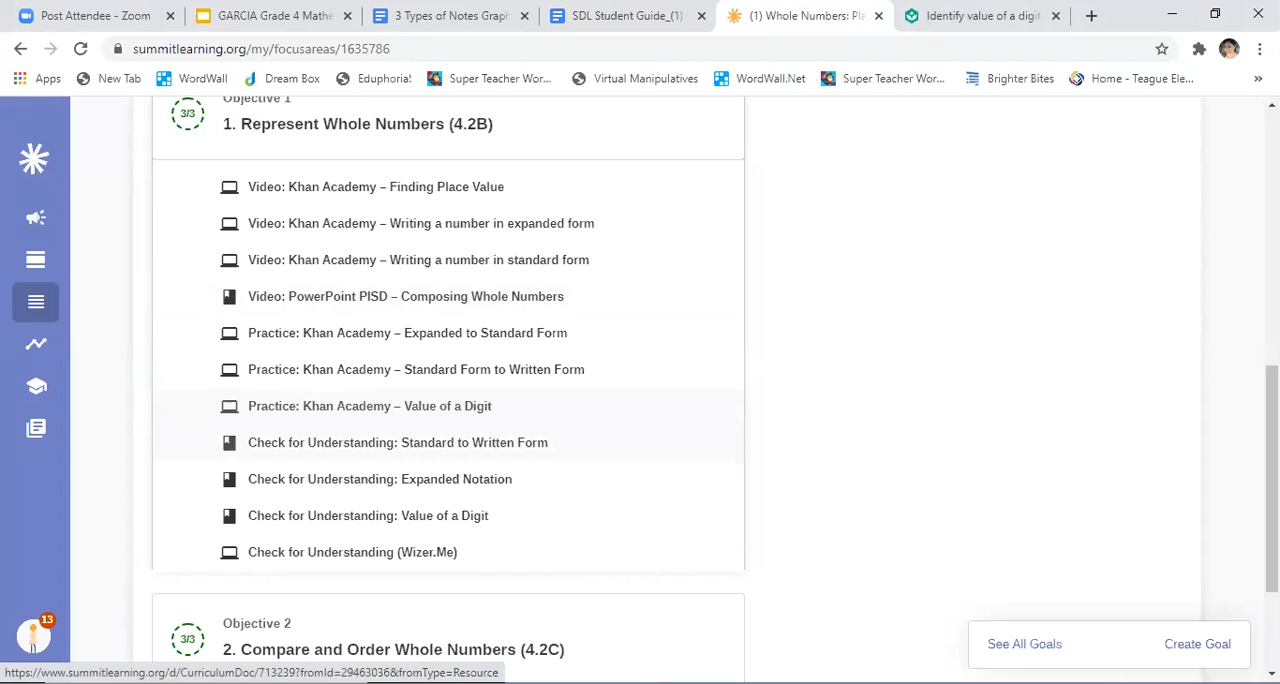 Post Attendee - Zoom
GARCIA Grade 4 Mathe
3 Types of Notes Graph
SDL Student Guide_(1)
(1) Whole Numbers: Pla
Identify value of a digit
summitlearning.org/my/focusareas/1635786
Apps
New Tab
WordWall
Dream Box
Eduphoria!
Super Teacher Wor...
Virtual Manipulatives
WordWall.Net
Super Teacher Wor...
Brighter Bites
Home - Teague Ele...
»
Objective 1
3/3
1. Represent Whole Numbers (4.2B)
Video: Khan Academy – Finding Place Value
Video: Khan Academy – Writing a number in expanded form
Video: Khan Academy – Writing a number in standard form
Video: PowerPoint PISD – Composing Whole Numbers
Practice: Khan Academy – Expanded to Standard Form
Practice: Khan Academy – Standard Form to Written Form
Practice: Khan Academy – Value of a Digit
Check for Understanding: Standard to Written Form
Check for Understanding: Expanded Notation
Check for Understanding: Value of a Digit
Check for Understanding (Wizer.Me)
Objective 2
3/3
2. Compare and Order Whole Numbers (4.2C)
13
See All Goals
Create Goal
https://www.summitlearning.org/d/CurriculumDoc/713239?fromId=29463036&fromType=Resource